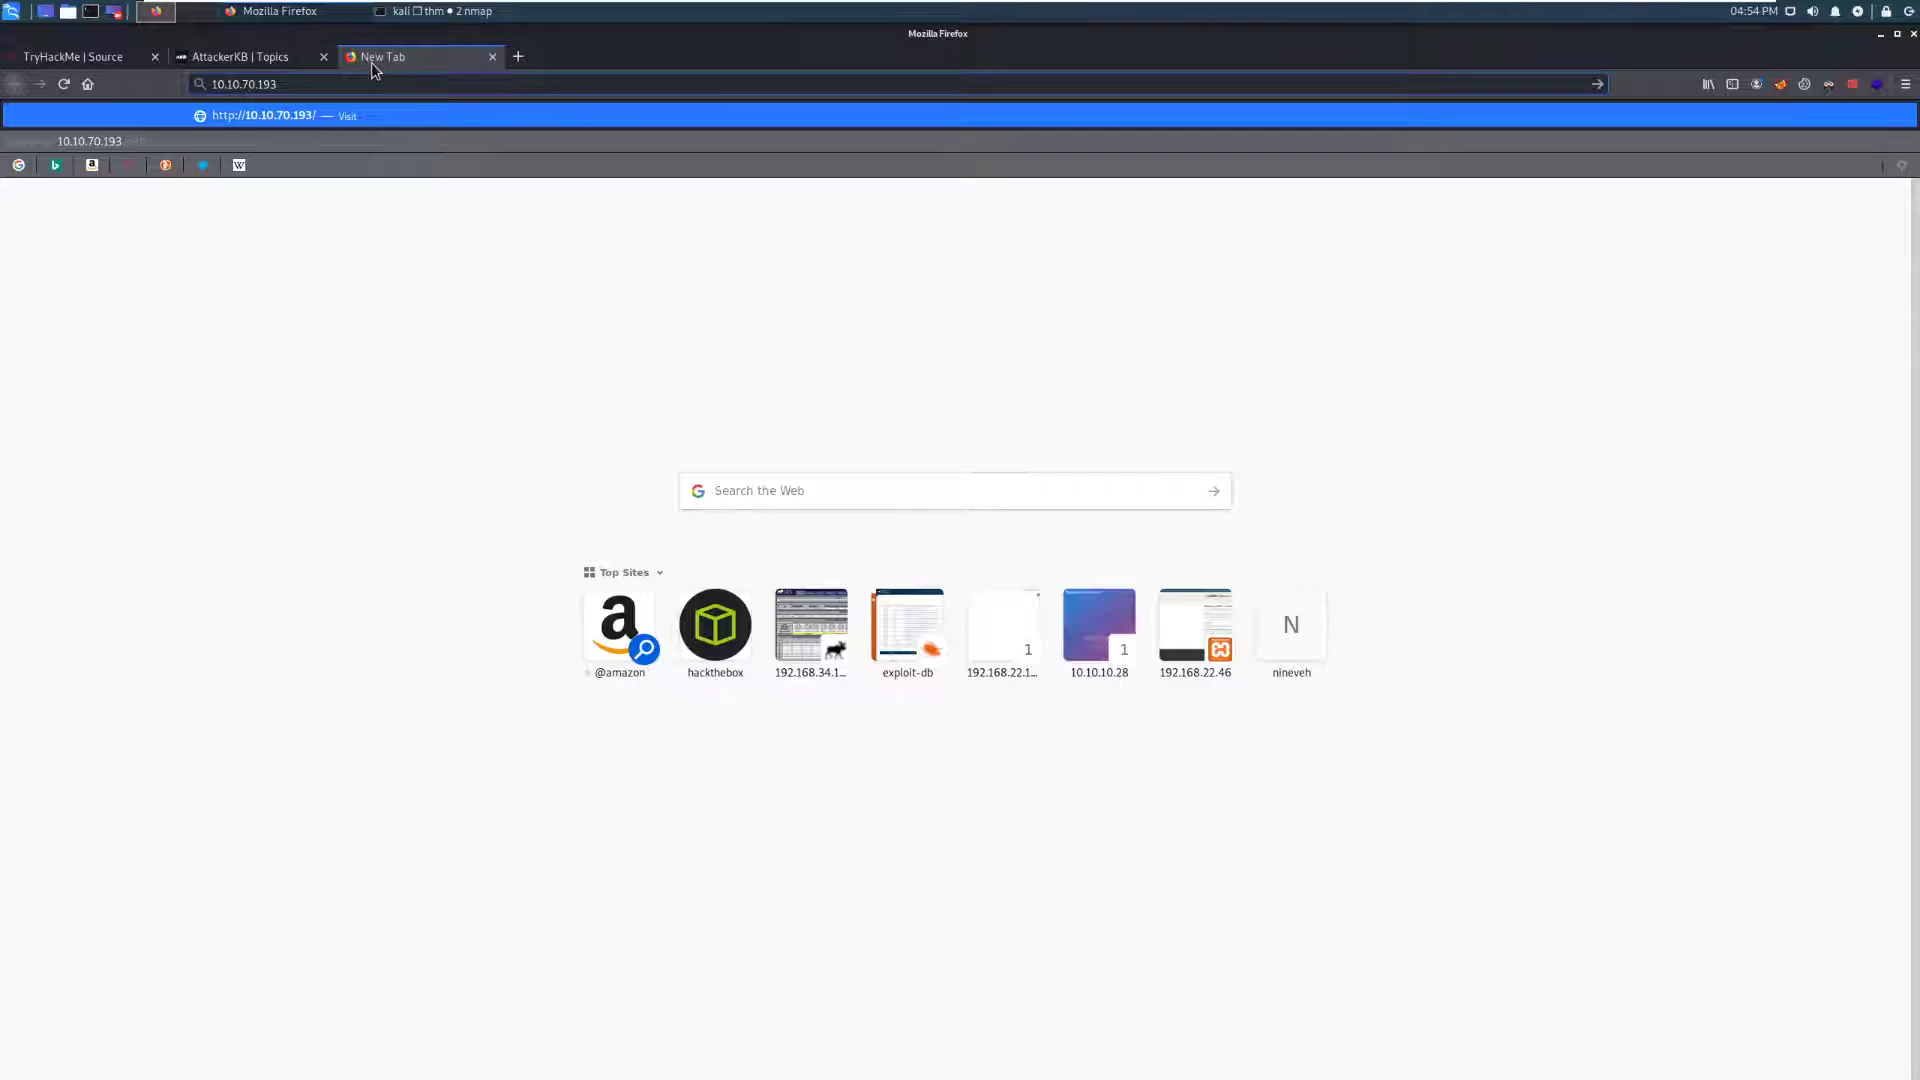 Mozilla Firefox
kali ❐ thm ● 2 nmap
04:54 PM
Mozilla Firefox
TryHackMe | Source
AttackerKB | Topics
New Tab
10.10.70.193
http://10.10.70.193/ — Visit
10.10.70.193
Search the Web
Top Sites
@amazon
hackthebox
192.168.34.1...
exploit-db
1
192.168.22.1...
1
10.10.10.28
192.168.22.46
N
nineveh